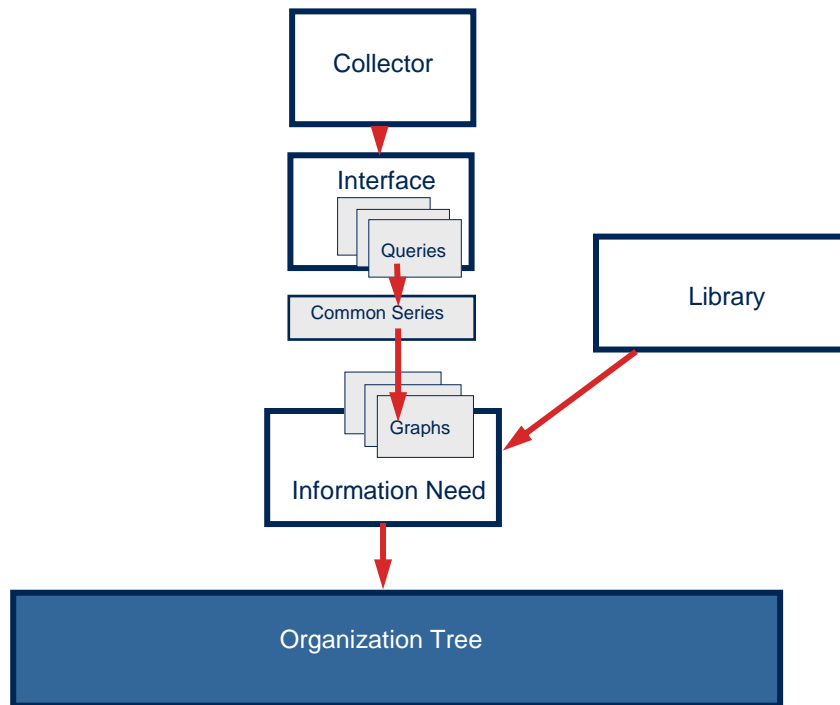 Collector
Interface
Queries
Library
Common Series
Graphs
Information Need
Organization Tree